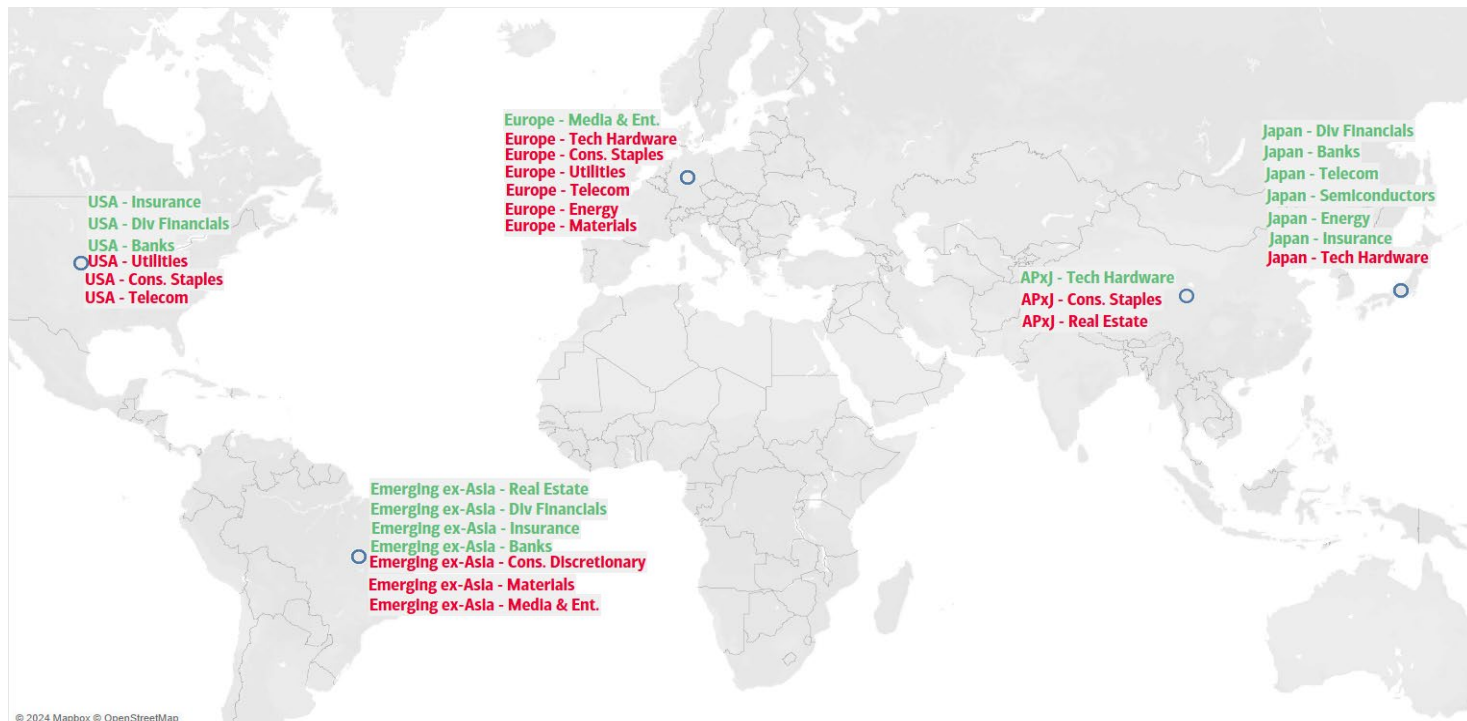 USA - Insurance
USA - Div Financials
USA - Banks
USA - Utilities
USA - Cons. Staples
USA - Telecom
Europe - Media & Ent.
Europe - Tech Hardware
Europe - Cons. Staples
Europe - Utilities
Europe - Telecom
Europe - Energy
Europe - Materials
Japan - Div Financials
Japan - Banks
Japan - Telecom
Japan - Semiconductors
Japan - Energy
Japan - Insurance
Japan - Tech Hardware
APxJ - Tech Hardware
APxJ - Cons. Staples
APxJ - Real Estate
Emerging ex-Asia - Real Estate
Emerging ex-Asia - Div Financials
Emerging ex-Asia - Insurance
Emerging ex-Asia - Banks
Emerging ex-Asia - Cons. Discretionary
Emerging ex-Asia - Materials
Emerging ex-Asia - Media & Ent.
© 2024 Mapbox © OpenStreetMap